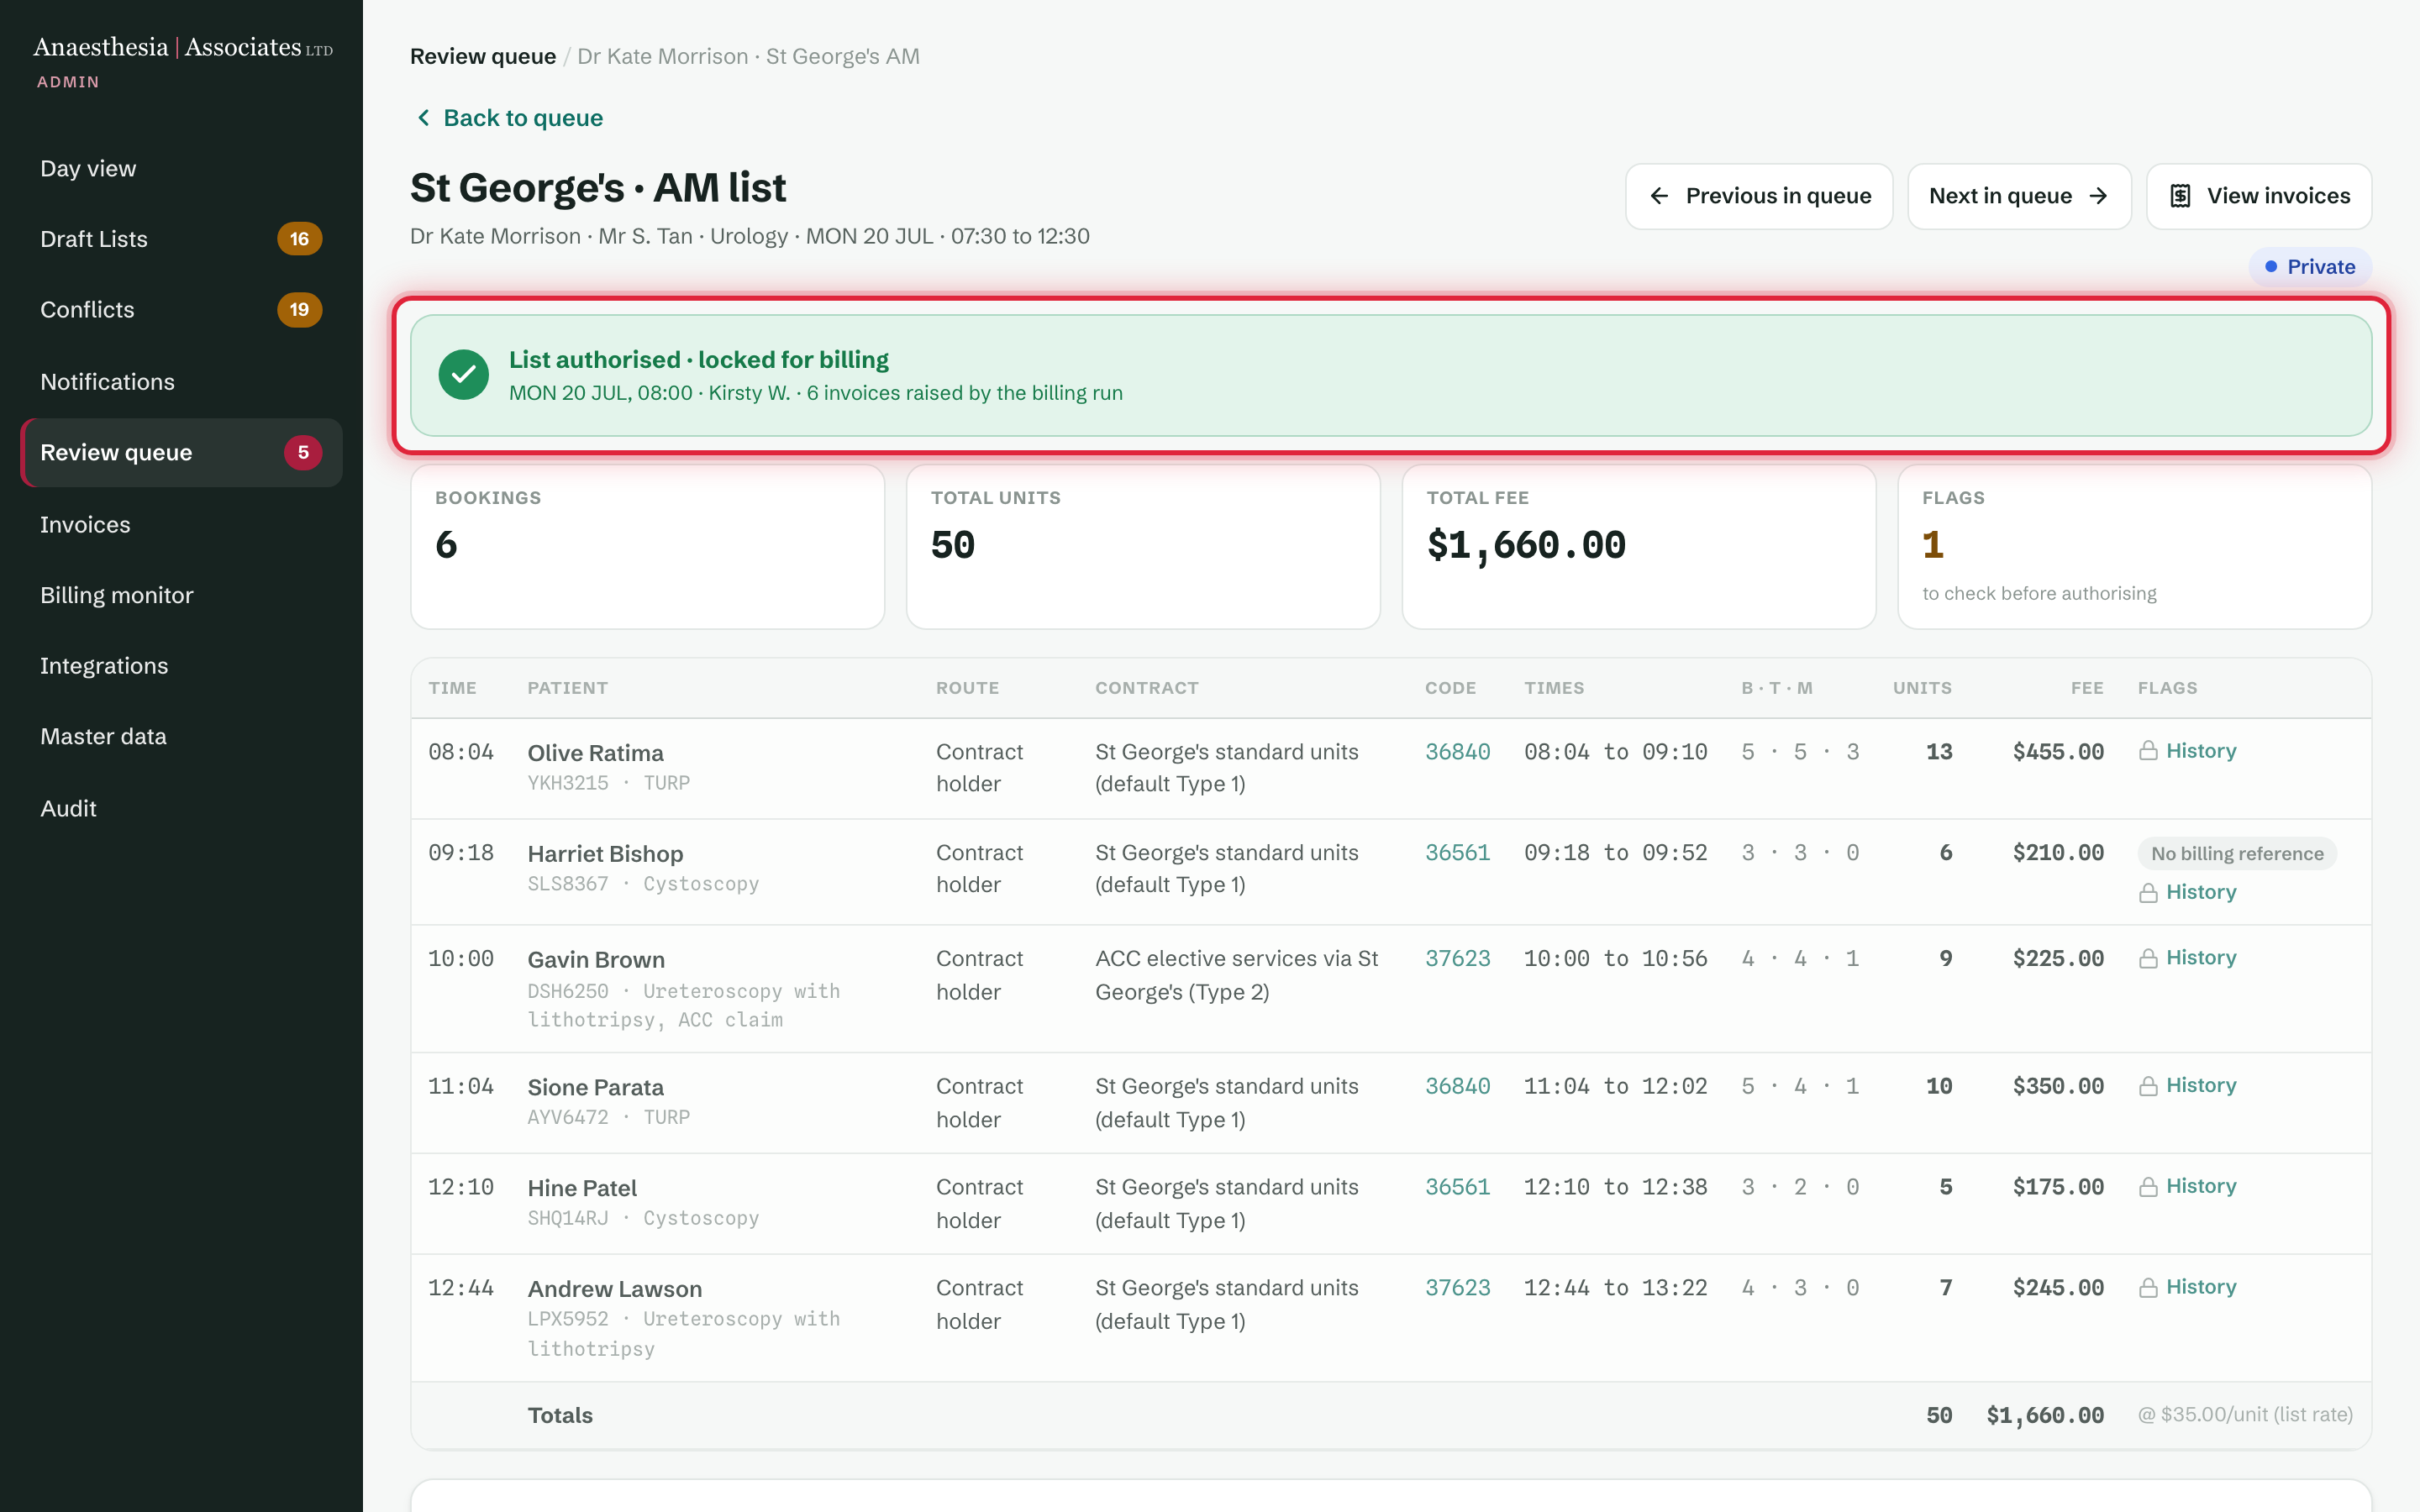 Anaesthesia | Associates LTD
ADMIN
Day view
Draft Lists 16
Conflicts 19
Notifications
Review queue 5
Invoices
Billing monitor
Integrations
Master data
Audit
Review queue / Dr Kate Morrison · St George's AM
Back to queue
St George's · AM list
Dr Kate Morrison · Mr S. Tan · Urology · MON 20 JUL · 07:30 to 12:30
Previous in queue
Next in queue
View invoices
Private
List authorised · locked for billing
MON 20 JUL, 08:00 · Kirsty W. · 6 invoices raised by the billing run
BOOKINGS
6
TOTAL UNITS
50
TOTAL FEE
$1,660.00
FLAGS
1
to check before authorising
TIME PATIENT ROUTE CONTRACT CODE TIMES B · T · M UNITS FEE FLAGS
08:04 Olive Ratima Contract St George's standard units 36840 08:04 to 09:10 5 · 5 · 3 13 $455.00 History
YKH3215 · TURP holder (default Type 1)
09:18 Harriet Bishop Contract St George's standard units 36561 09:18 to 09:52 3 · 3 · 0 6 $210.00 No billing reference
SLS8367 · Cystoscopy holder (default Type 1) History
10:00 Gavin Brown Contract ACC elective services via St 37623 10:00 to 10:56 4 · 4 · 1 9 $225.00 History
DSH6250 · Ureteroscopy with holder George's (Type 2)
lithotripsy, ACC claim
11:04 Sione Parata Contract St George's standard units 36840 11:04 to 12:02 5 · 4 · 1 10 $350.00 History
AYV6472 · TURP holder (default Type 1)
12:10 Hine Patel Contract St George's standard units 36561 12:10 to 12:38 3 · 2 · 0 5 $175.00 History
SHQ14RJ · Cystoscopy holder (default Type 1)
12:44 Andrew Lawson Contract St George's standard units 37623 12:44 to 13:22 4 · 3 · 0 7 $245.00 History
LPX5952 · Ureteroscopy with holder (default Type 1)
lithotripsy
Totals 50 $1,660.00 @ $35.00/unit (list rate)